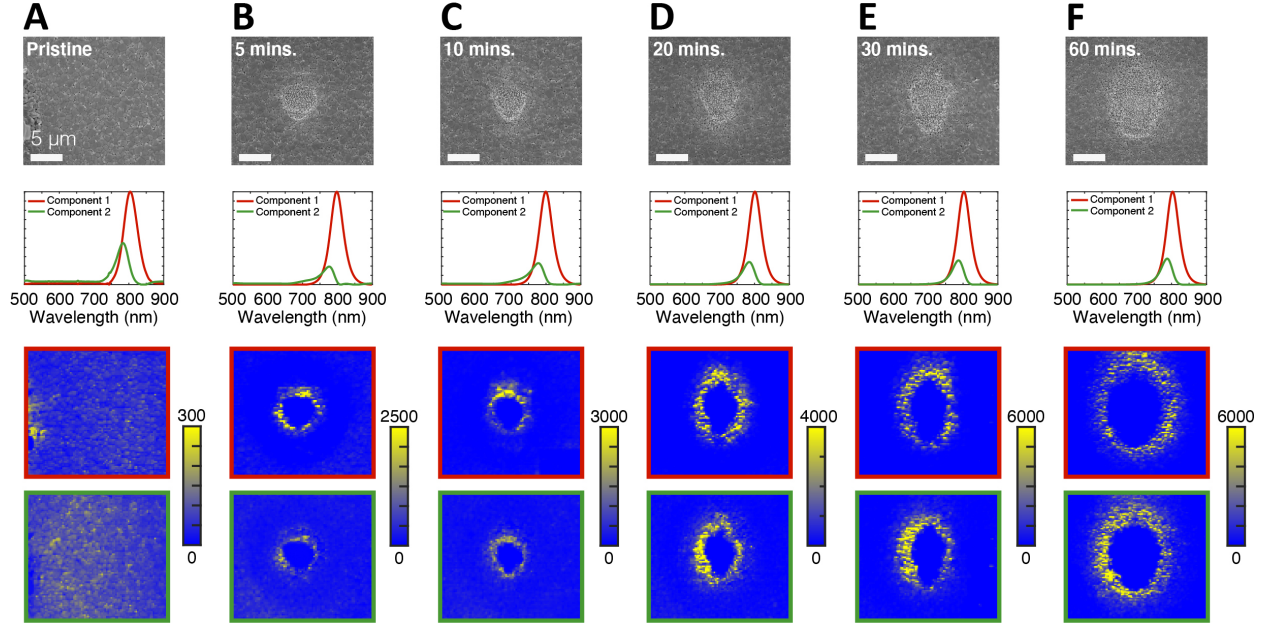 A B C D E F
Pristine 5 mins. 10 mins. 20 mins. 30 mins. 60 mins.
5 μm
Component 1 Component 1 Component 1 Component 1 Component 1 Component 1
Component 2 Component 2 Component 2 Component 2 Component 2 Component 2
500 600 700 800 900 500 600 700 800 900 500 600 700 800 900 500 600 700 800 900 500 600 700 800 900 500 600 700 800 900
Wavelength (nm) Wavelength (nm) Wavelength (nm) Wavelength (nm) Wavelength (nm) Wavelength (nm)
300 2500 3000 4000 6000 6000
0 0 0 0 0 0